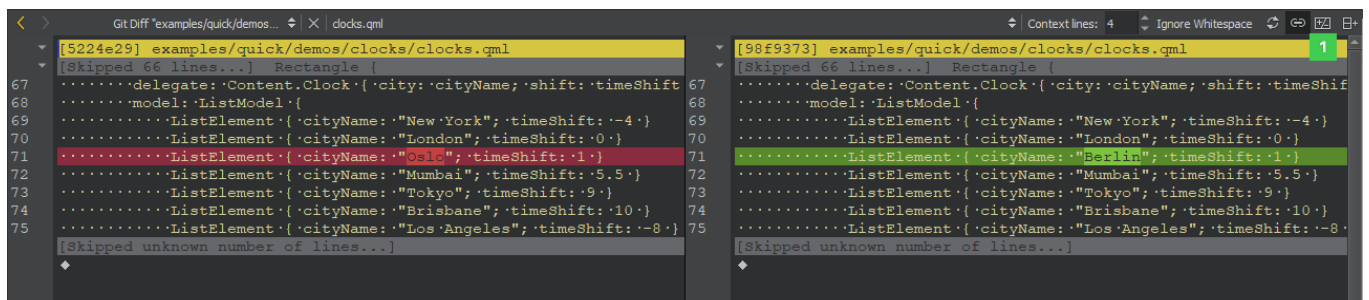 Git Diff "examples/quick/demos... clocks.qml Context lines: 4 Ignore Whitespace
1
[5224e29] examples/quick/demos/clocks/clocks.qml
[Skipped 66 lines...] Rectangle {
67 ········delegate:·Content.Clock·{·city:·cityName;·shift:·timeShift
68 ········model:·ListModel·{
69 ············ListElement·{·cityName:·"New·York";·timeShift:·-4·}
70 ············ListElement·{·cityName:·"London";·timeShift:·0·}
71 ············ListElement·{·cityName:·"Oslo";·timeShift:·1·}
72 ············ListElement·{·cityName:·"Mumbai";·timeShift:·5.5·}
73 ············ListElement·{·cityName:·"Tokyo";·timeShift:·9·}
74 ············ListElement·{·cityName:·"Brisbane";·timeShift:·10·}
75 ············ListElement·{·cityName:·"Los·Angeles";·timeShift:·-8·}
[Skipped unknown number of lines...]
[98f9373] examples/quick/demos/clocks/clocks.qml
[Skipped 66 lines...] Rectangle {
67 ········delegate:·Content.Clock·{·city:·cityName;·shift:·timeShif
68 ········model:·ListModel·{
69 ············ListElement·{·cityName:·"New·York";·timeShift:·-4·}
70 ············ListElement·{·cityName:·"London";·timeShift:·0·}
71 ············ListElement·{·cityName:·"Berlin";·timeShift:·1·}
72 ············ListElement·{·cityName:·"Mumbai";·timeShift:·5.5·}
73 ············ListElement·{·cityName:·"Tokyo";·timeShift:·9·}
74 ············ListElement·{·cityName:·"Brisbane";·timeShift:·10·}
75 ············ListElement·{·cityName:·"Los·Angeles";·timeShift:·-8·
[Skipped unknown number of lines...]